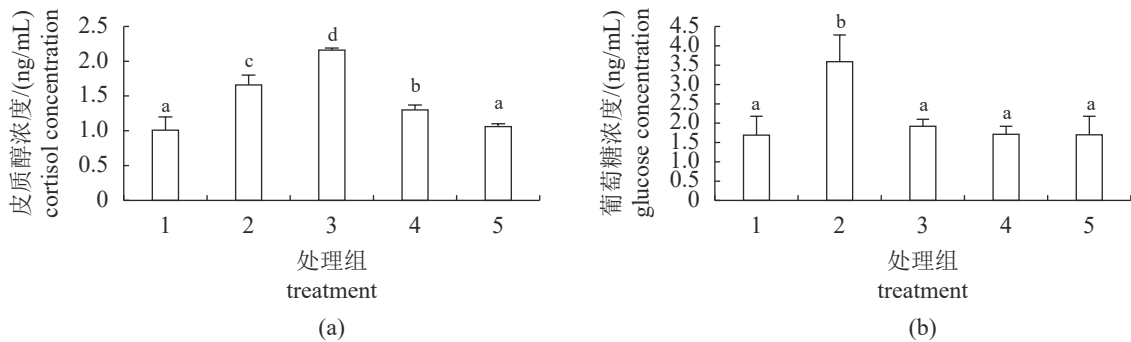 皮质醇浓度/(ng/mL)
cortisol concentration
2.5
2.0
1.5
1.0
0.5
0
a
c
d
b
a
1 2 3 4 5
处理组
treatment
(a)
葡萄糖浓度/(ng/mL)
glucose concentration
4.5
4.0
3.5
3.0
2.5
2.0
1.5
1.0
0.5
0
a
b
a
a
a
1 2 3 4 5
处理组
treatment
(b)